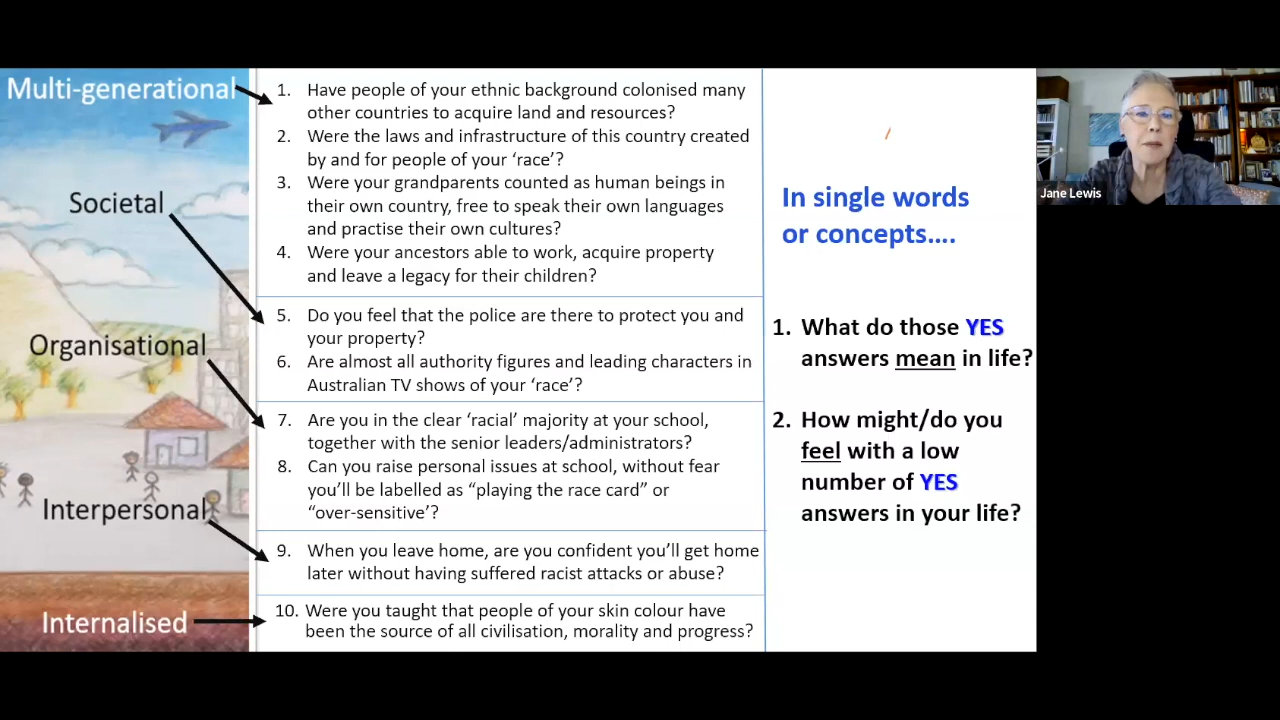 Multi-generational
Societal
Organisational
Interpersonal
Internalised
1. Have people of your ethnic background colonised many
other countries to acquire land and resources?
2. Were the laws and infrastructure of this country created
by and for people of your ‘race’?
3. Were your grandparents counted as human beings in
their own country, free to speak their own languages
and practise their own cultures?
4. Were your ancestors able to work, acquire property
and leave a legacy for their children?
5. Do you feel that the police are there to protect you and
your property?
6. Are almost all authority figures and leading characters in
Australian TV shows of your ‘race’?
7. Are you in the clear ‘racial’ majority at your school,
together with the senior leaders/administrators?
8. Can you raise personal issues at school, without fear
you’ll be labelled as “playing the race card” or
“over-sensitive’?
9. When you leave home, are you confident you’ll get home
later without having suffered racist attacks or abuse?
10. Were you taught that people of your skin colour have
been the source of all civilisation, morality and progress?
In single words
or concepts....
1. What do those YES
answers mean in life?
2. How might/do you
feel with a low
number of YES
answers in your life?
Jane Lewis